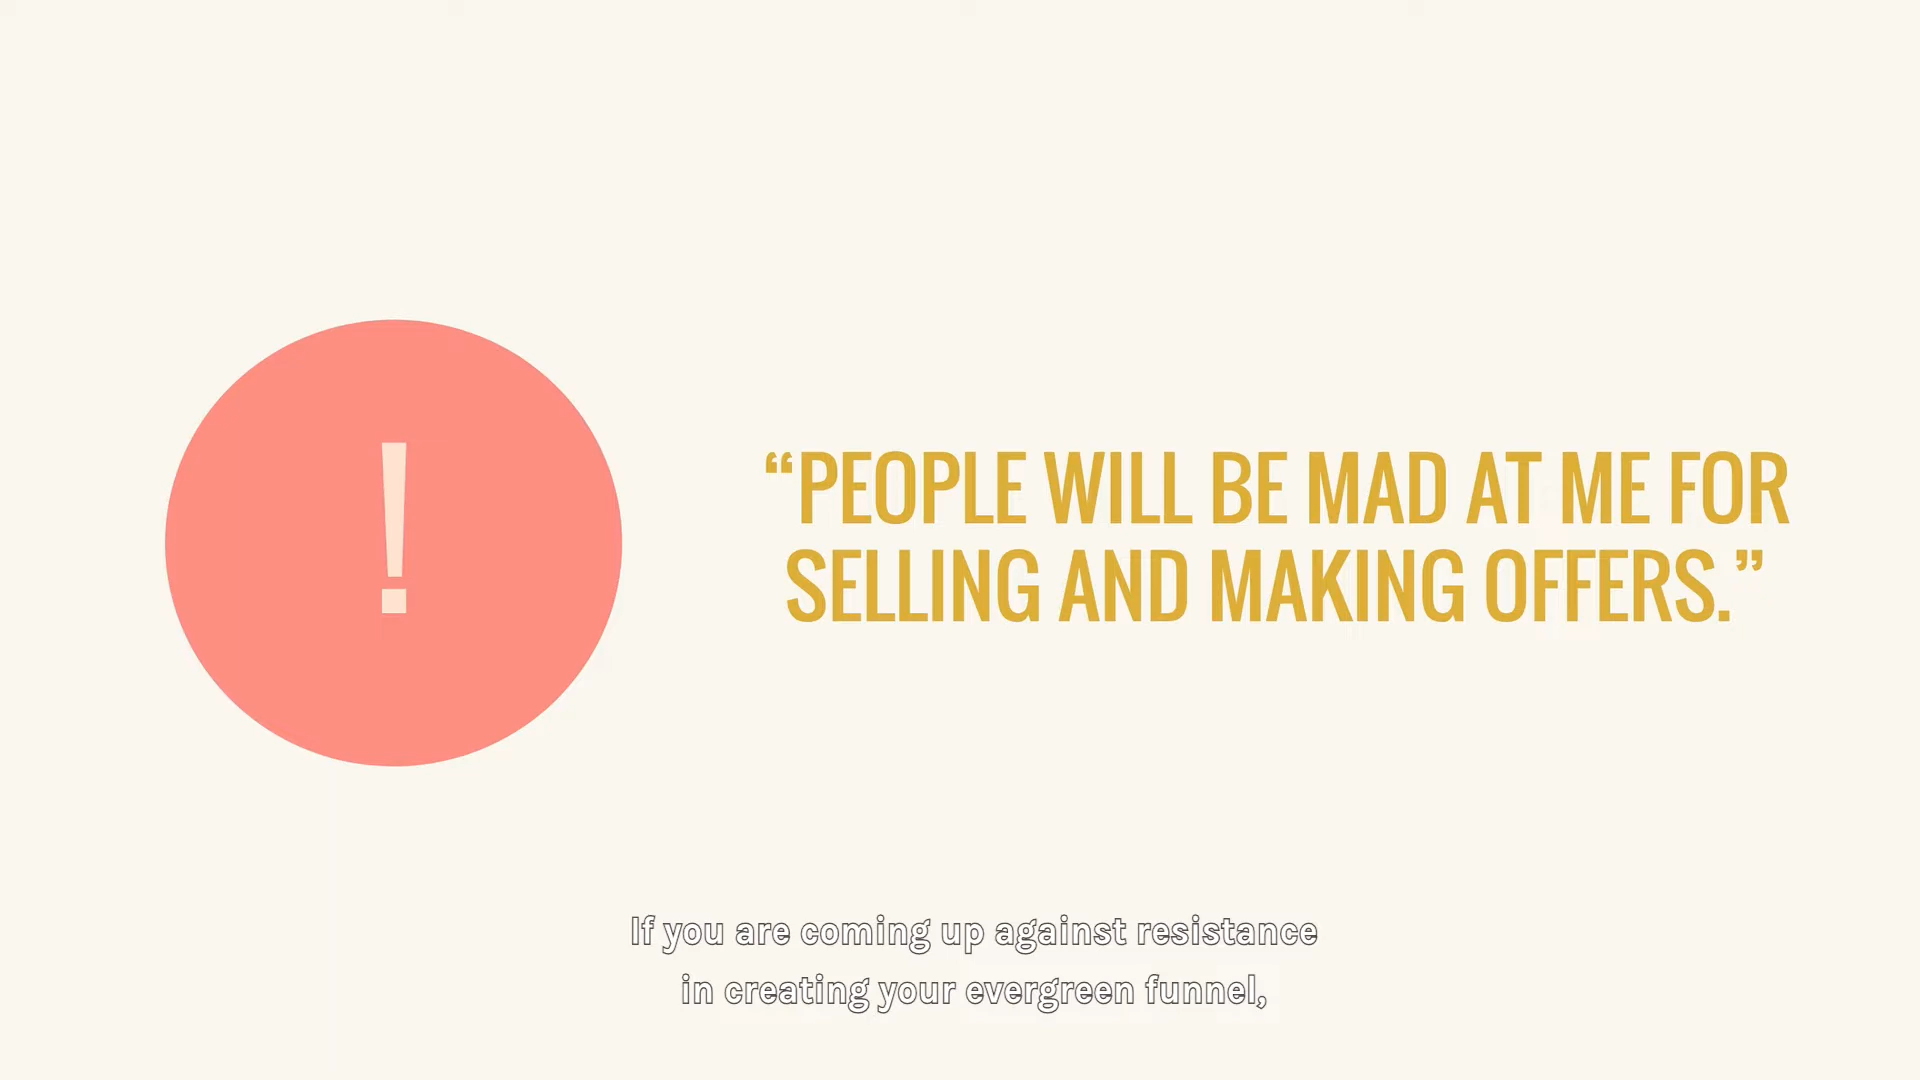 !
“PEOPLE WILL BE MAD AT ME FOR
SELLING AND MAKING OFFERS.”
If you are coming up against resistance
in creating your evergreen funnel,